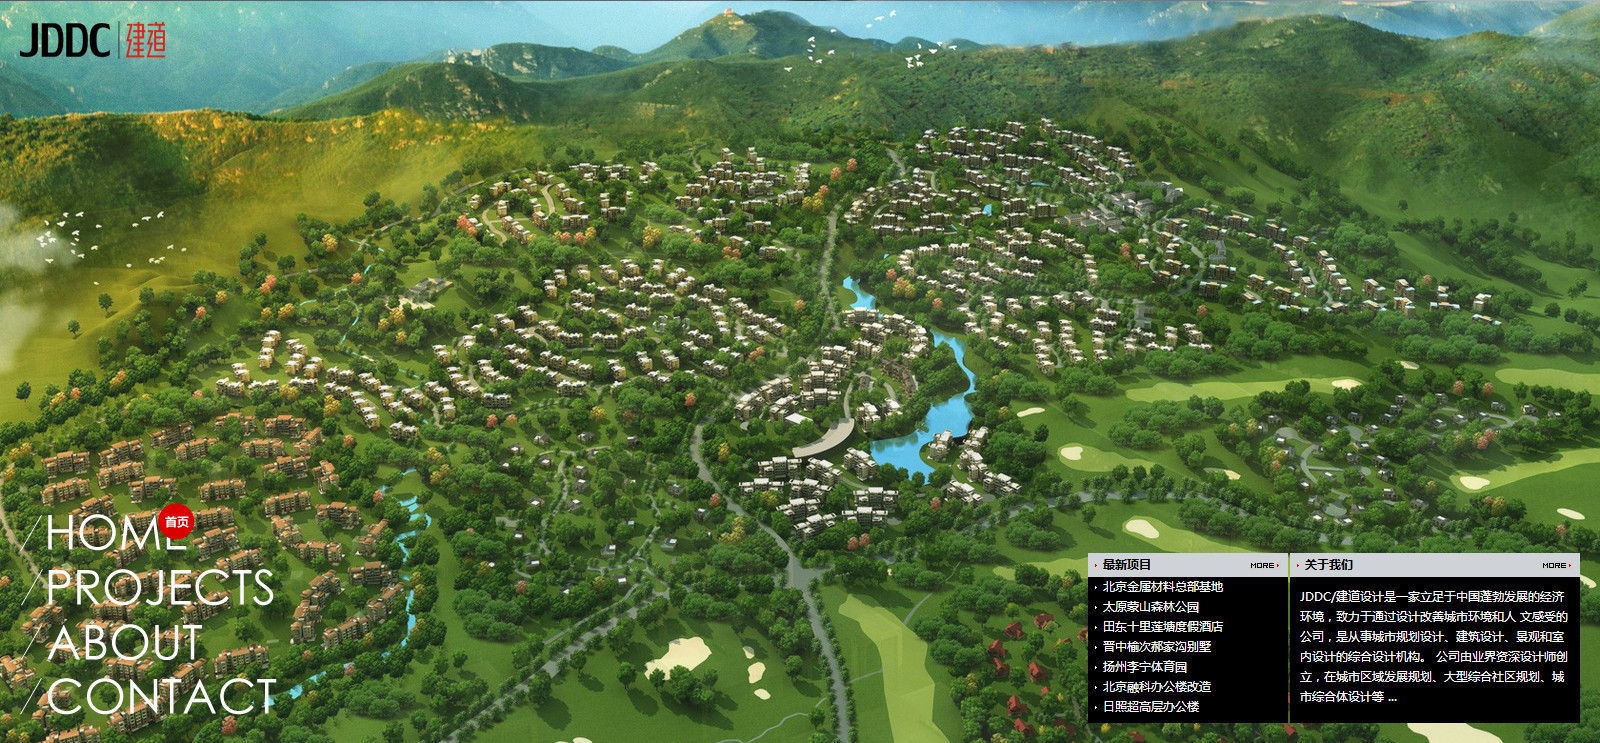 JDDC 建道
HOME 首页
PROJECTS
ABOUT
CONTACT
最新项目 MORE
北京金属材料总部基地
太原蒙山森林公园
田东十里莲塘度假酒店
晋中榆次郝家沟别墅
扬州李宁体育园
北京融科办公楼改造
日照超高层办公楼
关于我们 MORE
JDDC/建道设计是一家立足于中国蓬勃发展的经济
环境，致力于通过设计改善城市环境和人 文感受的
公司，是从事城市规划设计、建筑设计、景观和室
内设计的综合设计机构。 公司由业界资深设计师创
立，在城市区域发展规划、大型综合社区规划、城
市综合体设计等 ...